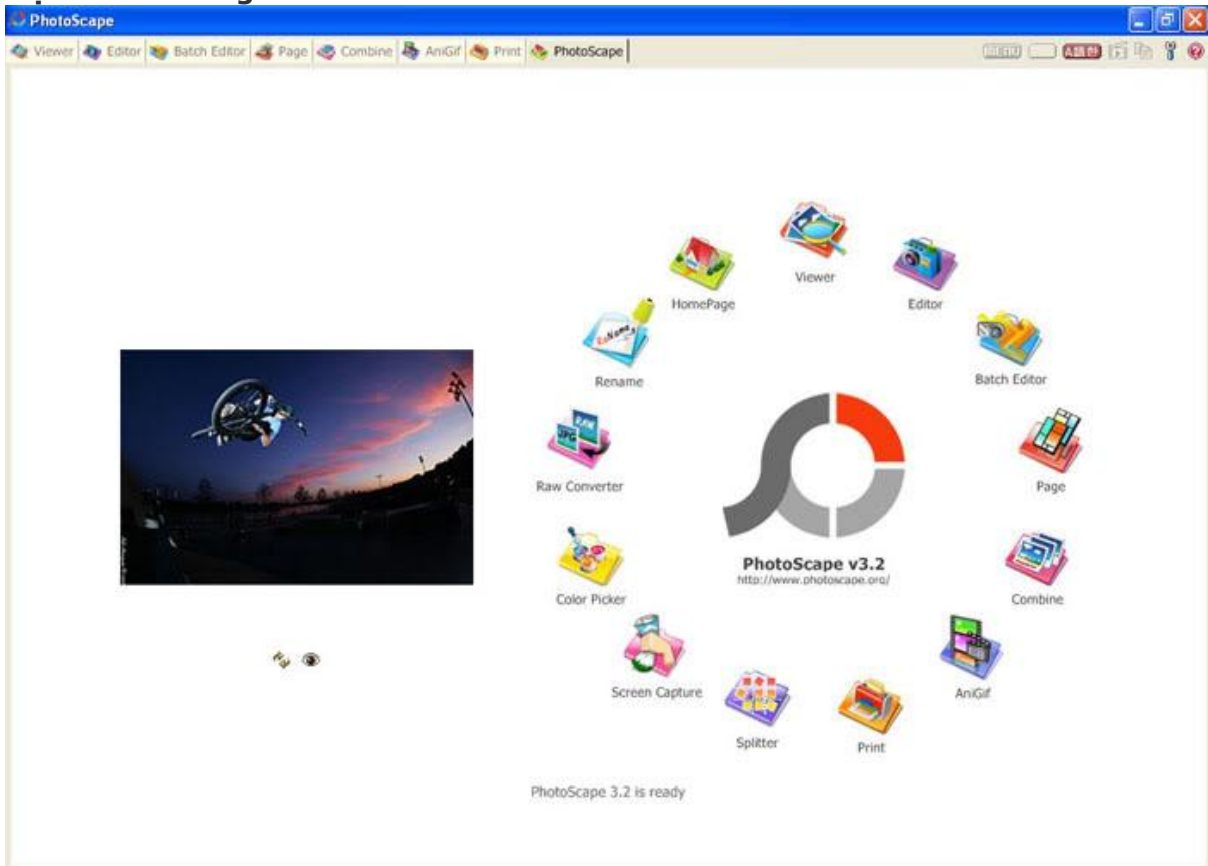 PhotoScape
Viewer Editor Batch Editor Page Combine AniGif Print PhotoScape
Viewer
HomePage
Editor
Rename
Batch Editor
RAW
JPG
Raw Converter
Page
PhotoScape v3.2
http://www.photoscape.org/
Color Picker
Combine
Screen Capture
AniGif
Splitter
Print
PhotoScape 3.2 is ready